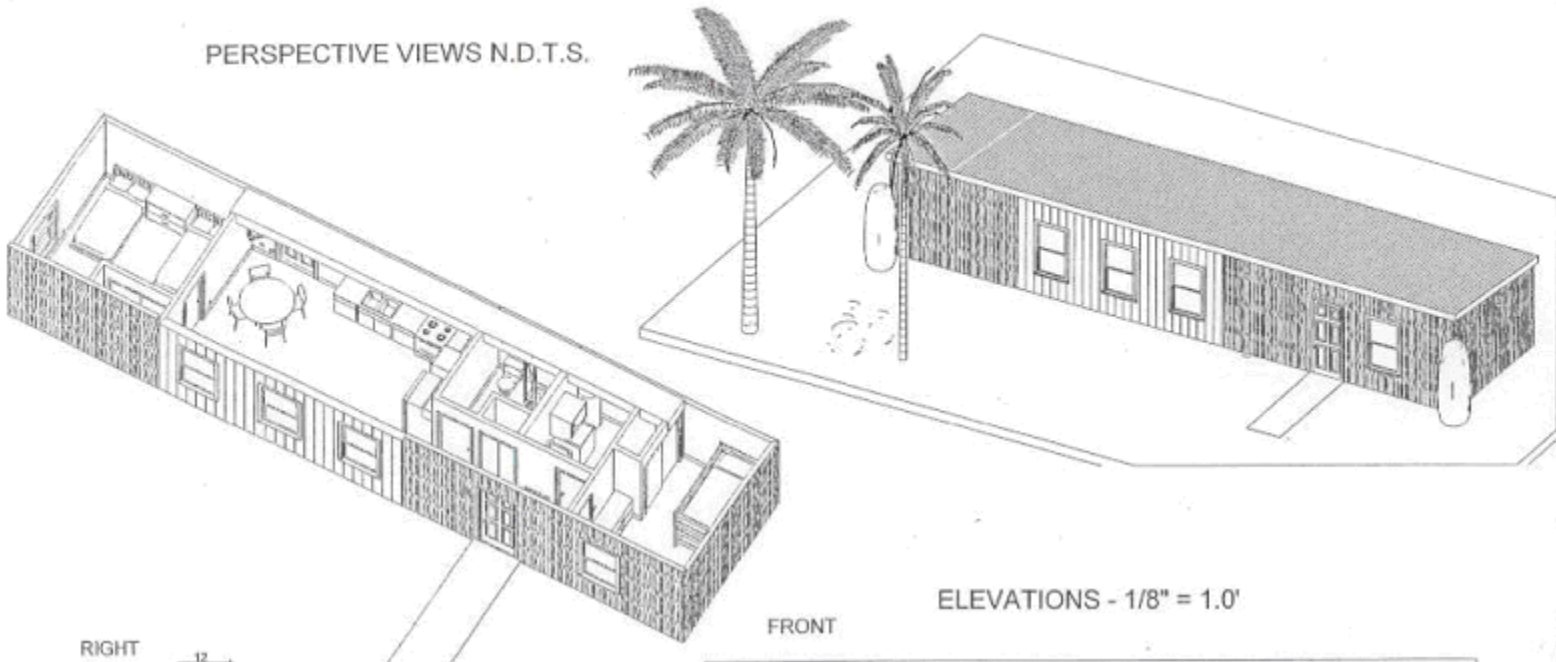 PERSPECTIVE VIEWS N.D.T.S.
ELEVATIONS - 1/8" = 1.0'
FRONT
RIGHT
12